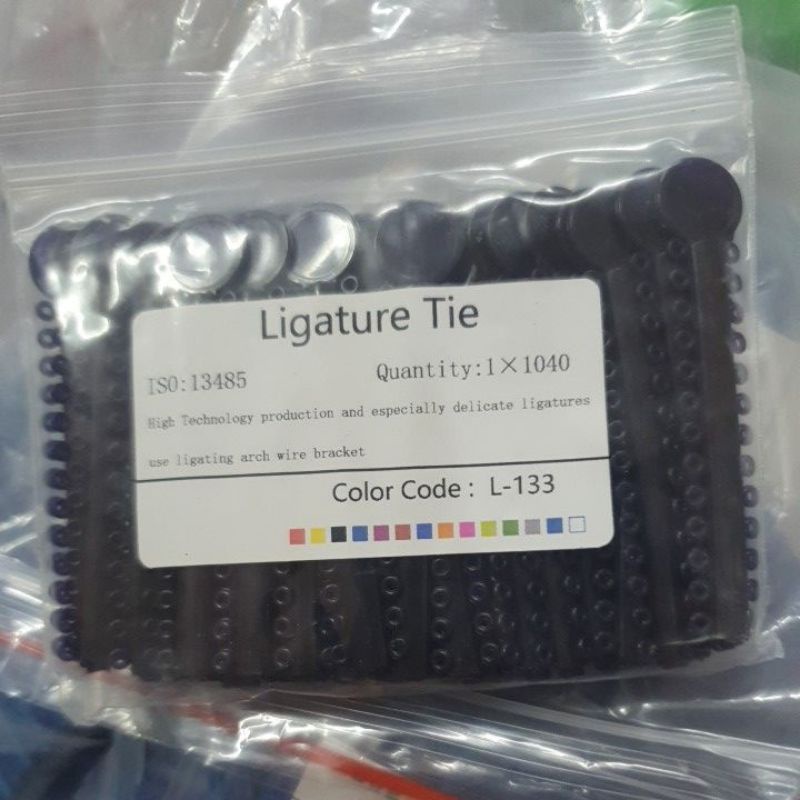 Ligature Tie
ISO:13485
Quantity:1×1040
High Technology production and especially delicate ligatures
use ligating arch wire bracket
Color Code : L-133